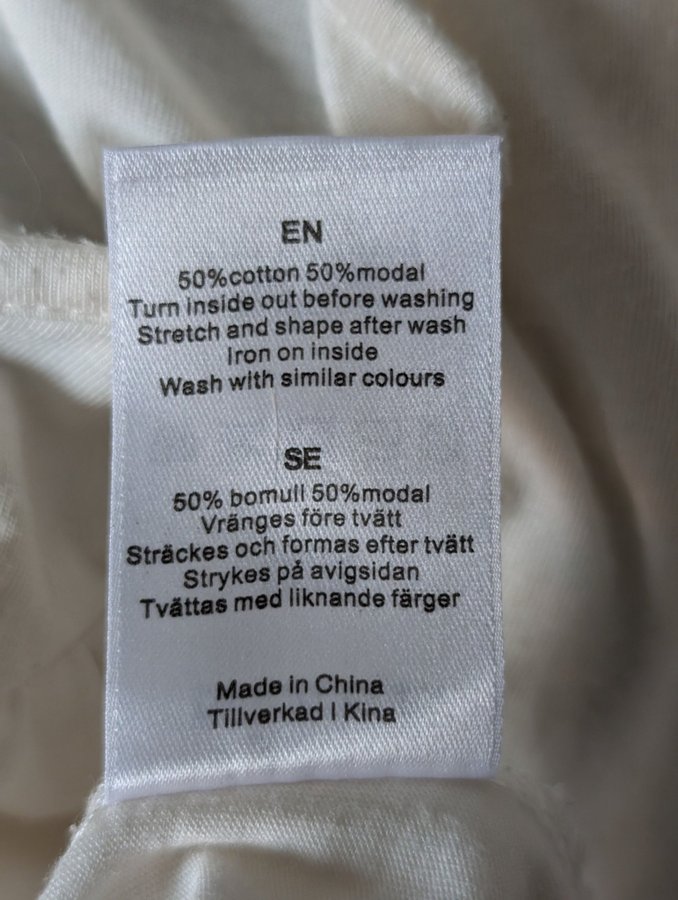 EN
50%cotton 50%modal
Turn inside out before washing
Stretch and shape after wash
Iron on inside
Wash with similar colours
SE
50% bomull 50%modal
Vränges före tvätt
Sträckes och formas efter tvätt
Strykes på avigsidan
Tvättas med liknande färger
Made in China
Tillverkad I Kina